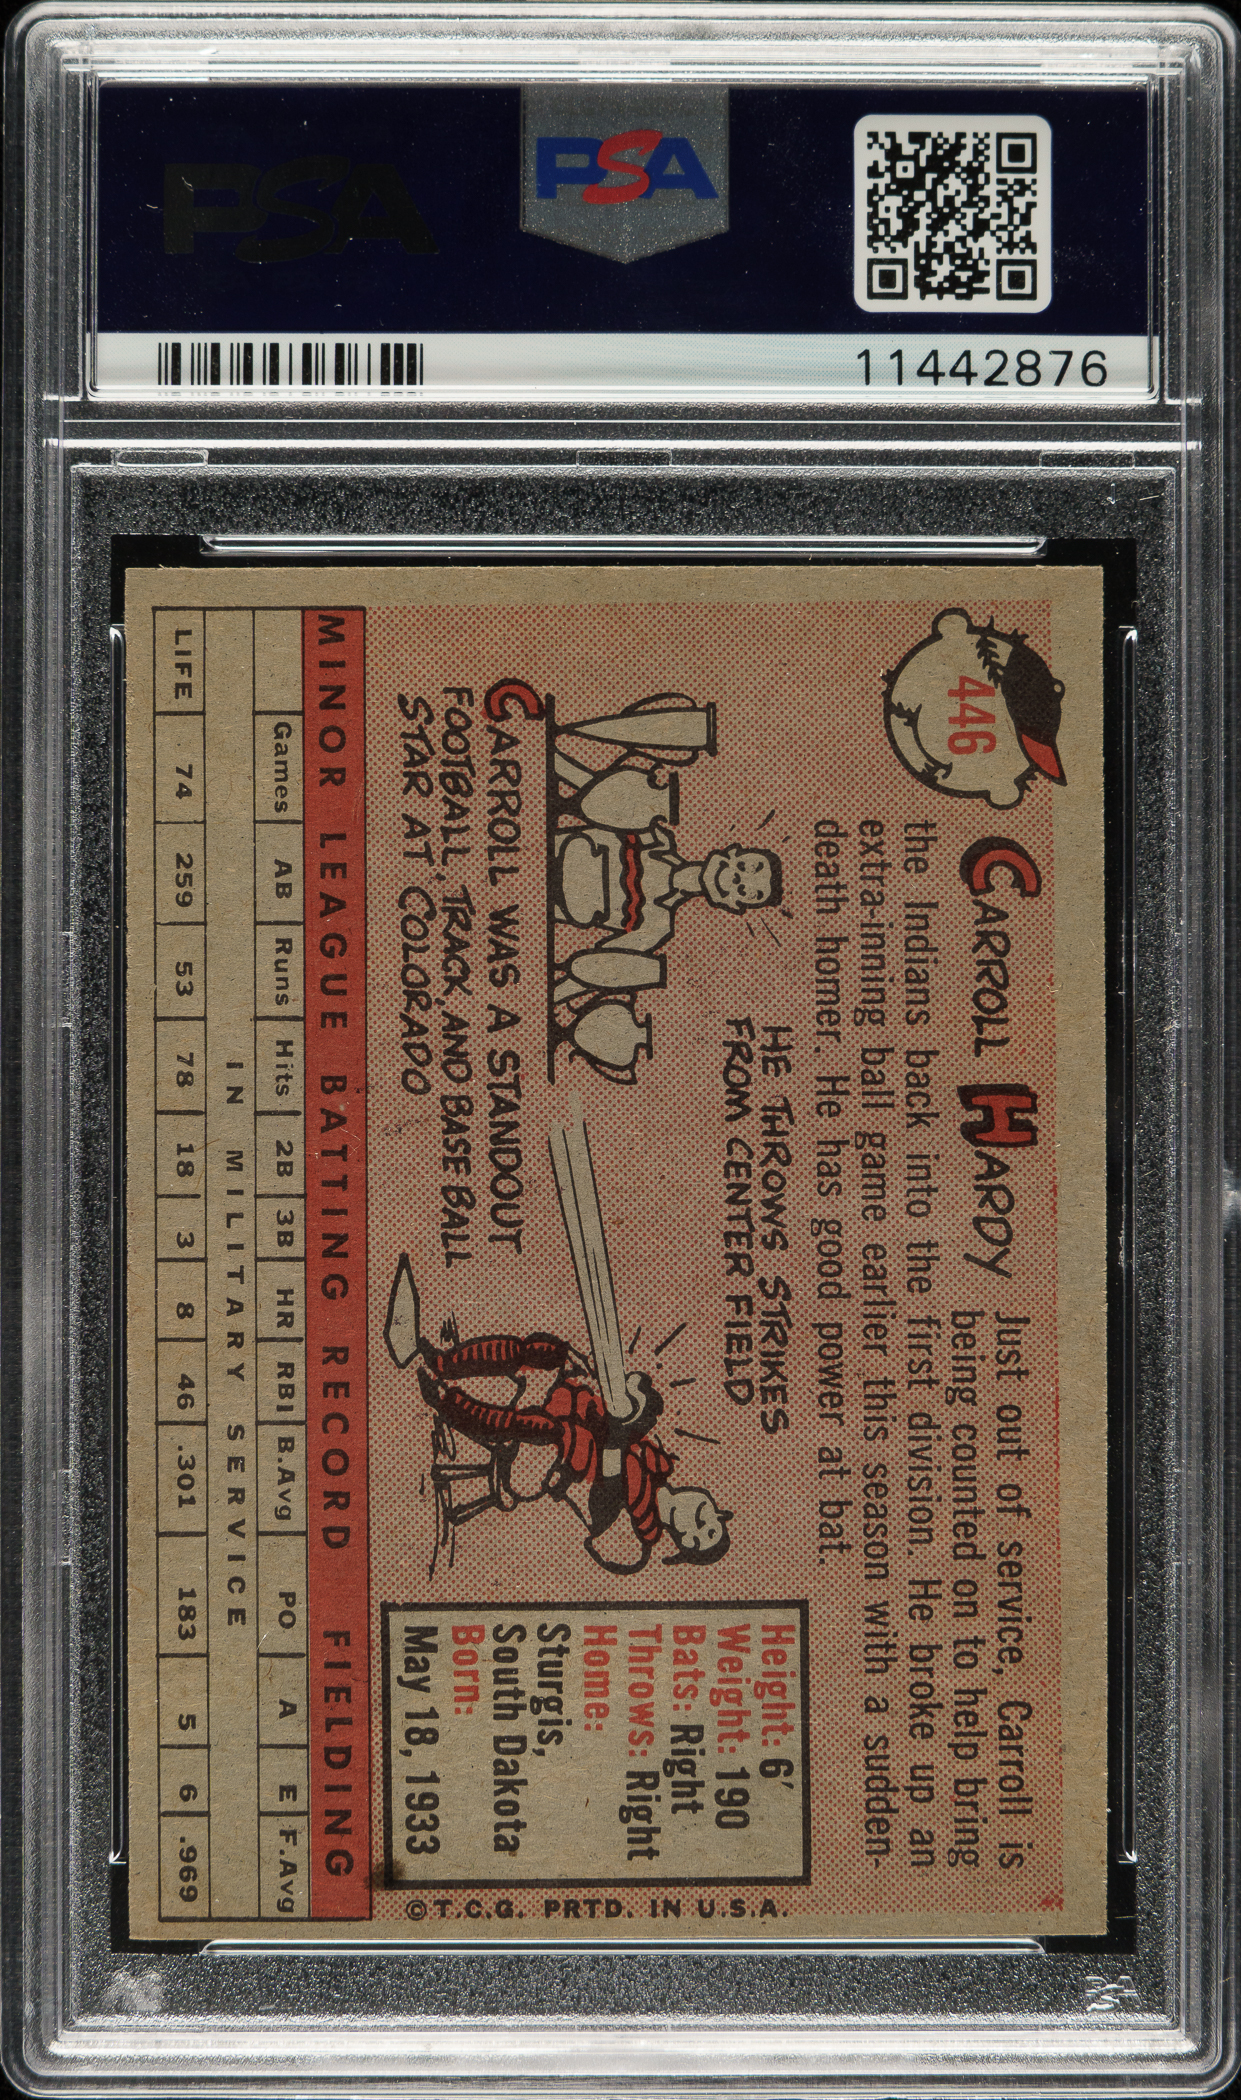 PSA
PSA
11442876
446
CARROLL HARDY Just out of service, Carroll is
being counted on to help bring
the Indians back into the first division. He broke up an
extra-inning ball game earlier this season with a sudden-
death homer. He has good power at bat.
HE THROWS STRIKES
FROM CENTER FIELD
CARROLL WAS A STANDOUT
FOOTBALL, TRACK, AND BASEBALL
STAR AT COLORADO
Height: 6'
Weight: 190
Bats: Right
Throws: Right
Home:
Sturgis,
South Dakota
Born:
May 18, 1933
© T.C.G. PRTD. IN U.S.A.
MINOR LEAGUE BATTING RECORD FIELDING
Games AB Runs Hits 2B 3B HR RBI B.Avg PO A E F.Avg
IN MILITARY SERVICE
LIFE 74 259 53 78 18 3 8 46 .301 183 5 6 .969
PSA